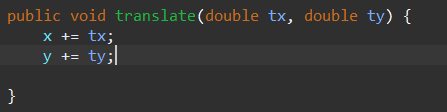 public void translate(double tx, double ty) {
    x += tx;
    y += ty;
}